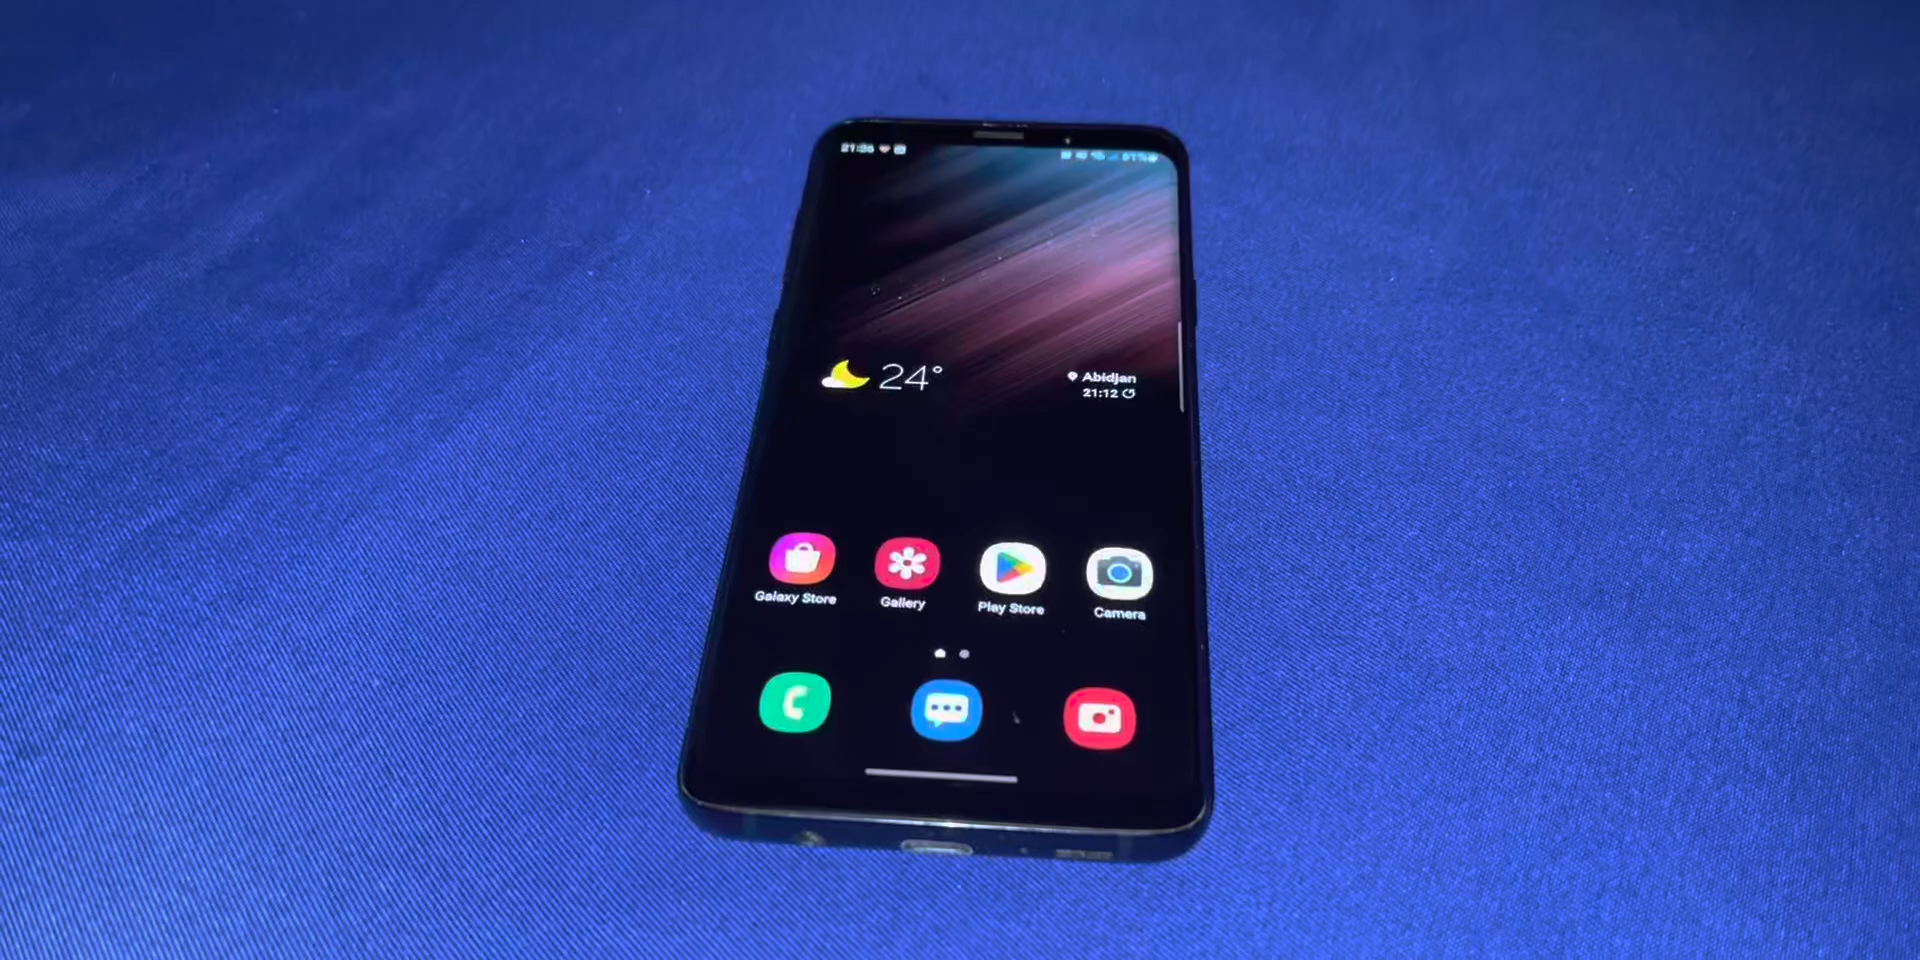 24°
Abidjan
21:12
Galaxy Store
Gallery
Play Store
Camera